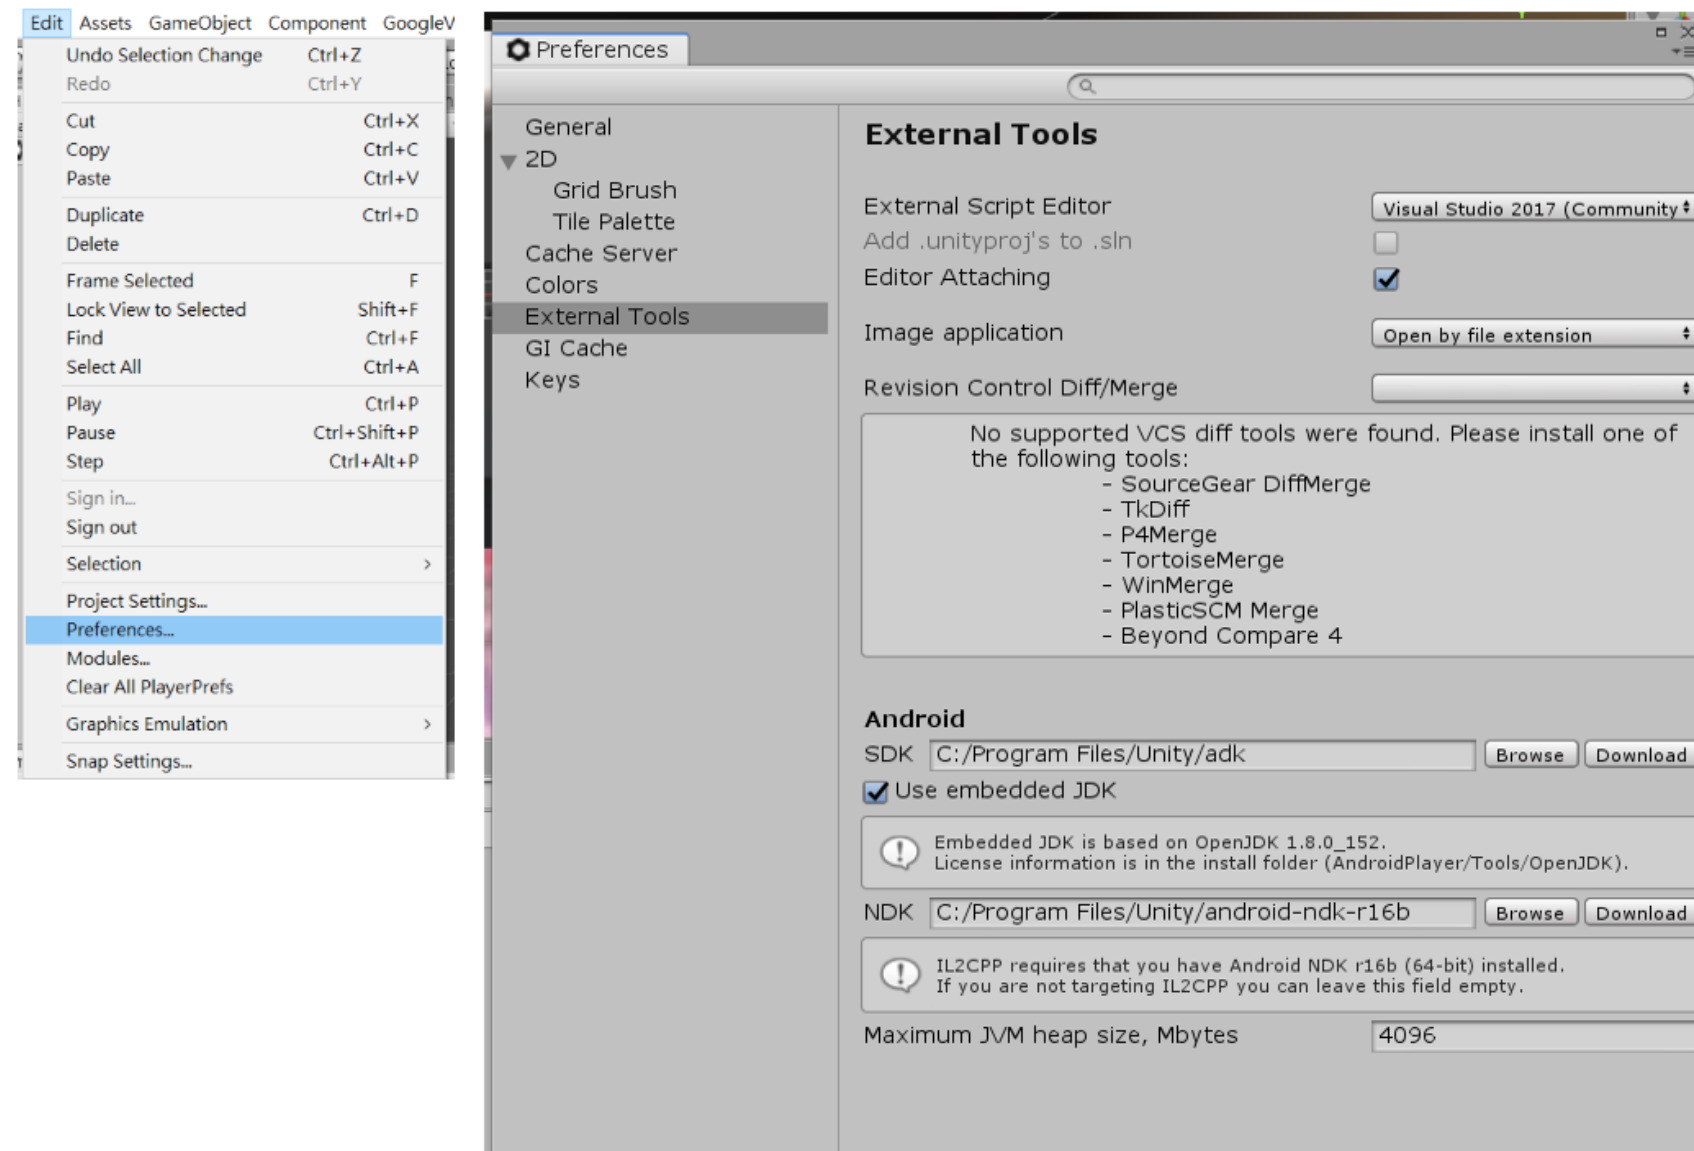 Edit Assets GameObject Component GoogleV
Undo Selection Change Ctrl+Z
Redo Ctrl+Y
Cut Ctrl+X
Copy Ctrl+C
Paste Ctrl+V
Duplicate Ctrl+D
Delete
Frame Selected F
Lock View to Selected Shift+F
Find Ctrl+F
Select All Ctrl+A
Play Ctrl+P
Pause Ctrl+Shift+P
Step Ctrl+Alt+P
Sign in...
Sign out
Selection
Project Settings...
Preferences...
Modules...
Clear All PlayerPrefs
Graphics Emulation
Snap Settings...
Preferences
General
2D
Grid Brush
Tile Palette
Cache Server
Colors
External Tools
GI Cache
Keys
External Tools
External Script Editor Visual Studio 2017 (Community
Add .unityproj's to .sln
Editor Attaching
Image application Open by file extension
Revision Control Diff/Merge
No supported VCS diff tools were found. Please install one of
the following tools:
- SourceGear DiffMerge
- TkDiff
- P4Merge
- TortoiseMerge
- WinMerge
- PlasticSCM Merge
- Beyond Compare 4
Android
SDK C:/Program Files/Unity/adk Browse Download
Use embedded JDK
Embedded JDK is based on OpenJDK 1.8.0_152.
License information is in the install folder (AndroidPlayer/Tools/OpenJDK).
NDK C:/Program Files/Unity/android-ndk-r16b Browse Download
IL2CPP requires that you have Android NDK r16b (64-bit) installed.
If you are not targeting IL2CPP you can leave this field empty.
Maximum JVM heap size, Mbytes 4096